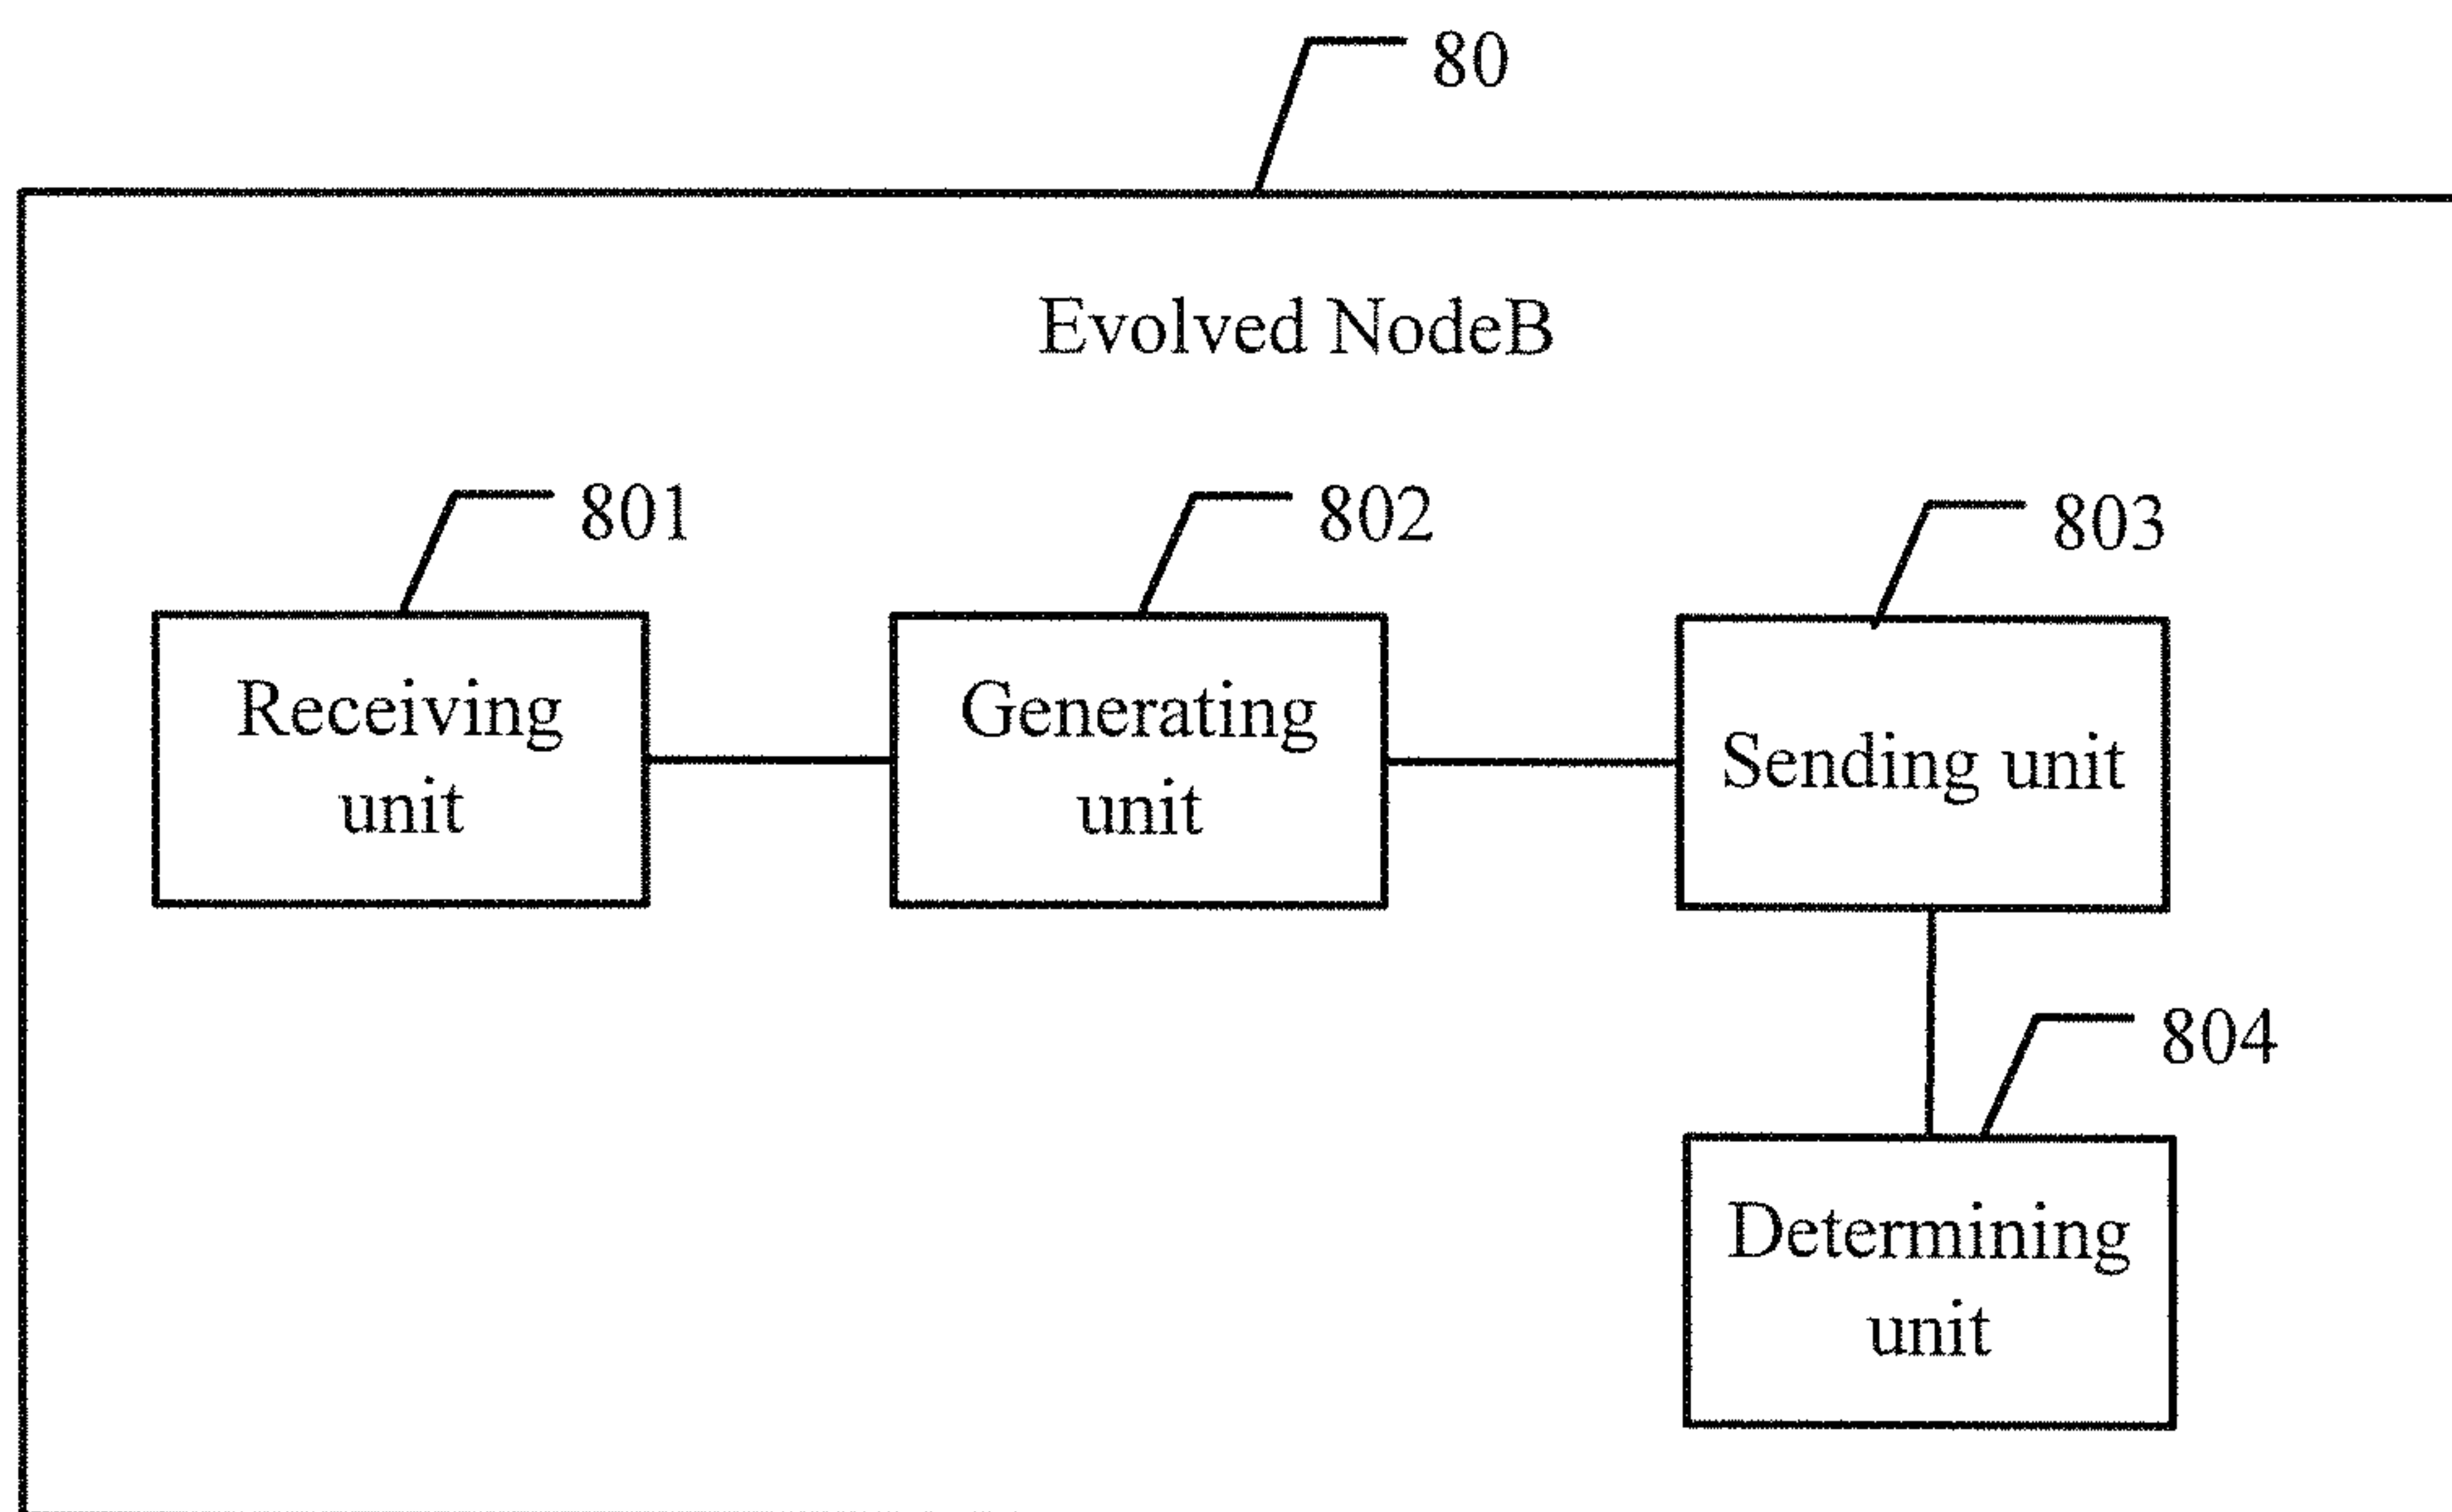 80
Evolved NodeB
801
802
803
Receiving
unit
Generating
unit
Sending unit
804
Determining
unit